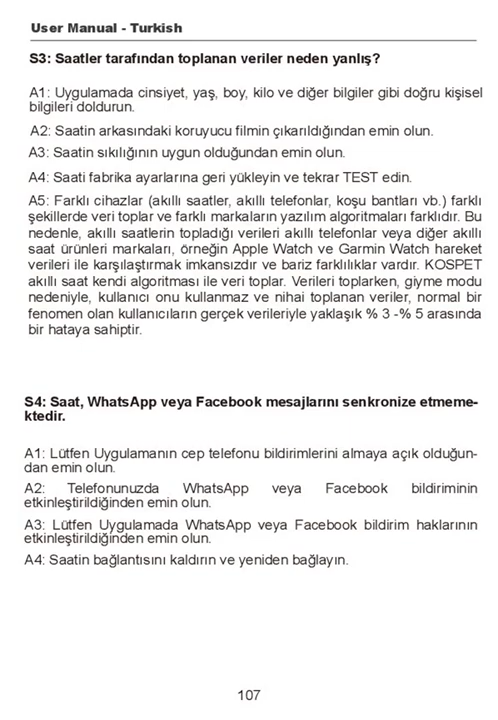 User Manual - Turkish
S3: Saatler tarafından toplanan veriler neden yanlış?
A1: Uygulamada cinsiyet, yaş, boy, kilo ve diğer bilgiler gibi doğru kişisel
bilgileri doldurun.
A2: Saatin arkasındaki koruyucu filmin çıkarıldığından emin olun.
A3: Saatin sıkılığının uygun olduğundan emin olun.
A4: Saati fabrika ayarlarına geri yükleyin ve tekrar TEST edin.
A5: Farklı cihazlar (akıllı saatler, akıllı telefonlar, koşu bantları vb.) farklı
şekillerde veri toplar ve farklı markaların yazılım algoritmaları farklıdır. Bu
nedenle, akıllı saatlerin topladığı verileri akıllı telefonlar veya diğer akıllı
saat ürünleri markaları, örneğin Apple Watch ve Garmin Watch hareket
verileri ile karşılaştırmak imkansızdır ve bariz farklılıklar vardır. KOSPET
akıllı saat kendi algoritması ile veri toplar. Verileri toplarken, giyme modu
nedeniyle, kullanıcı onu kullanmaz ve nihai toplanan veriler, normal bir
fenomen olan kullanıcıların gerçek verileriyle yaklaşık % 3 -% 5 arasında
bir hataya sahiptir.
S4: Saat, WhatsApp veya Facebook mesajlarını senkronize etmeme-
ktedir.
A1: Lütfen Uygulamanın cep telefonu bildirimlerini almaya açık olduğun-
dan emin olun.
A2: Telefonunuzda WhatsApp veya Facebook bildiriminin
etkinleştirildiğinden emin olun.
A3: Lütfen Uygulamada WhatsApp veya Facebook bildirim haklarının
etkinleştirildiğinden emin olun.
A4: Saatin bağlantısını kaldırın ve yeniden bağlayın.
107